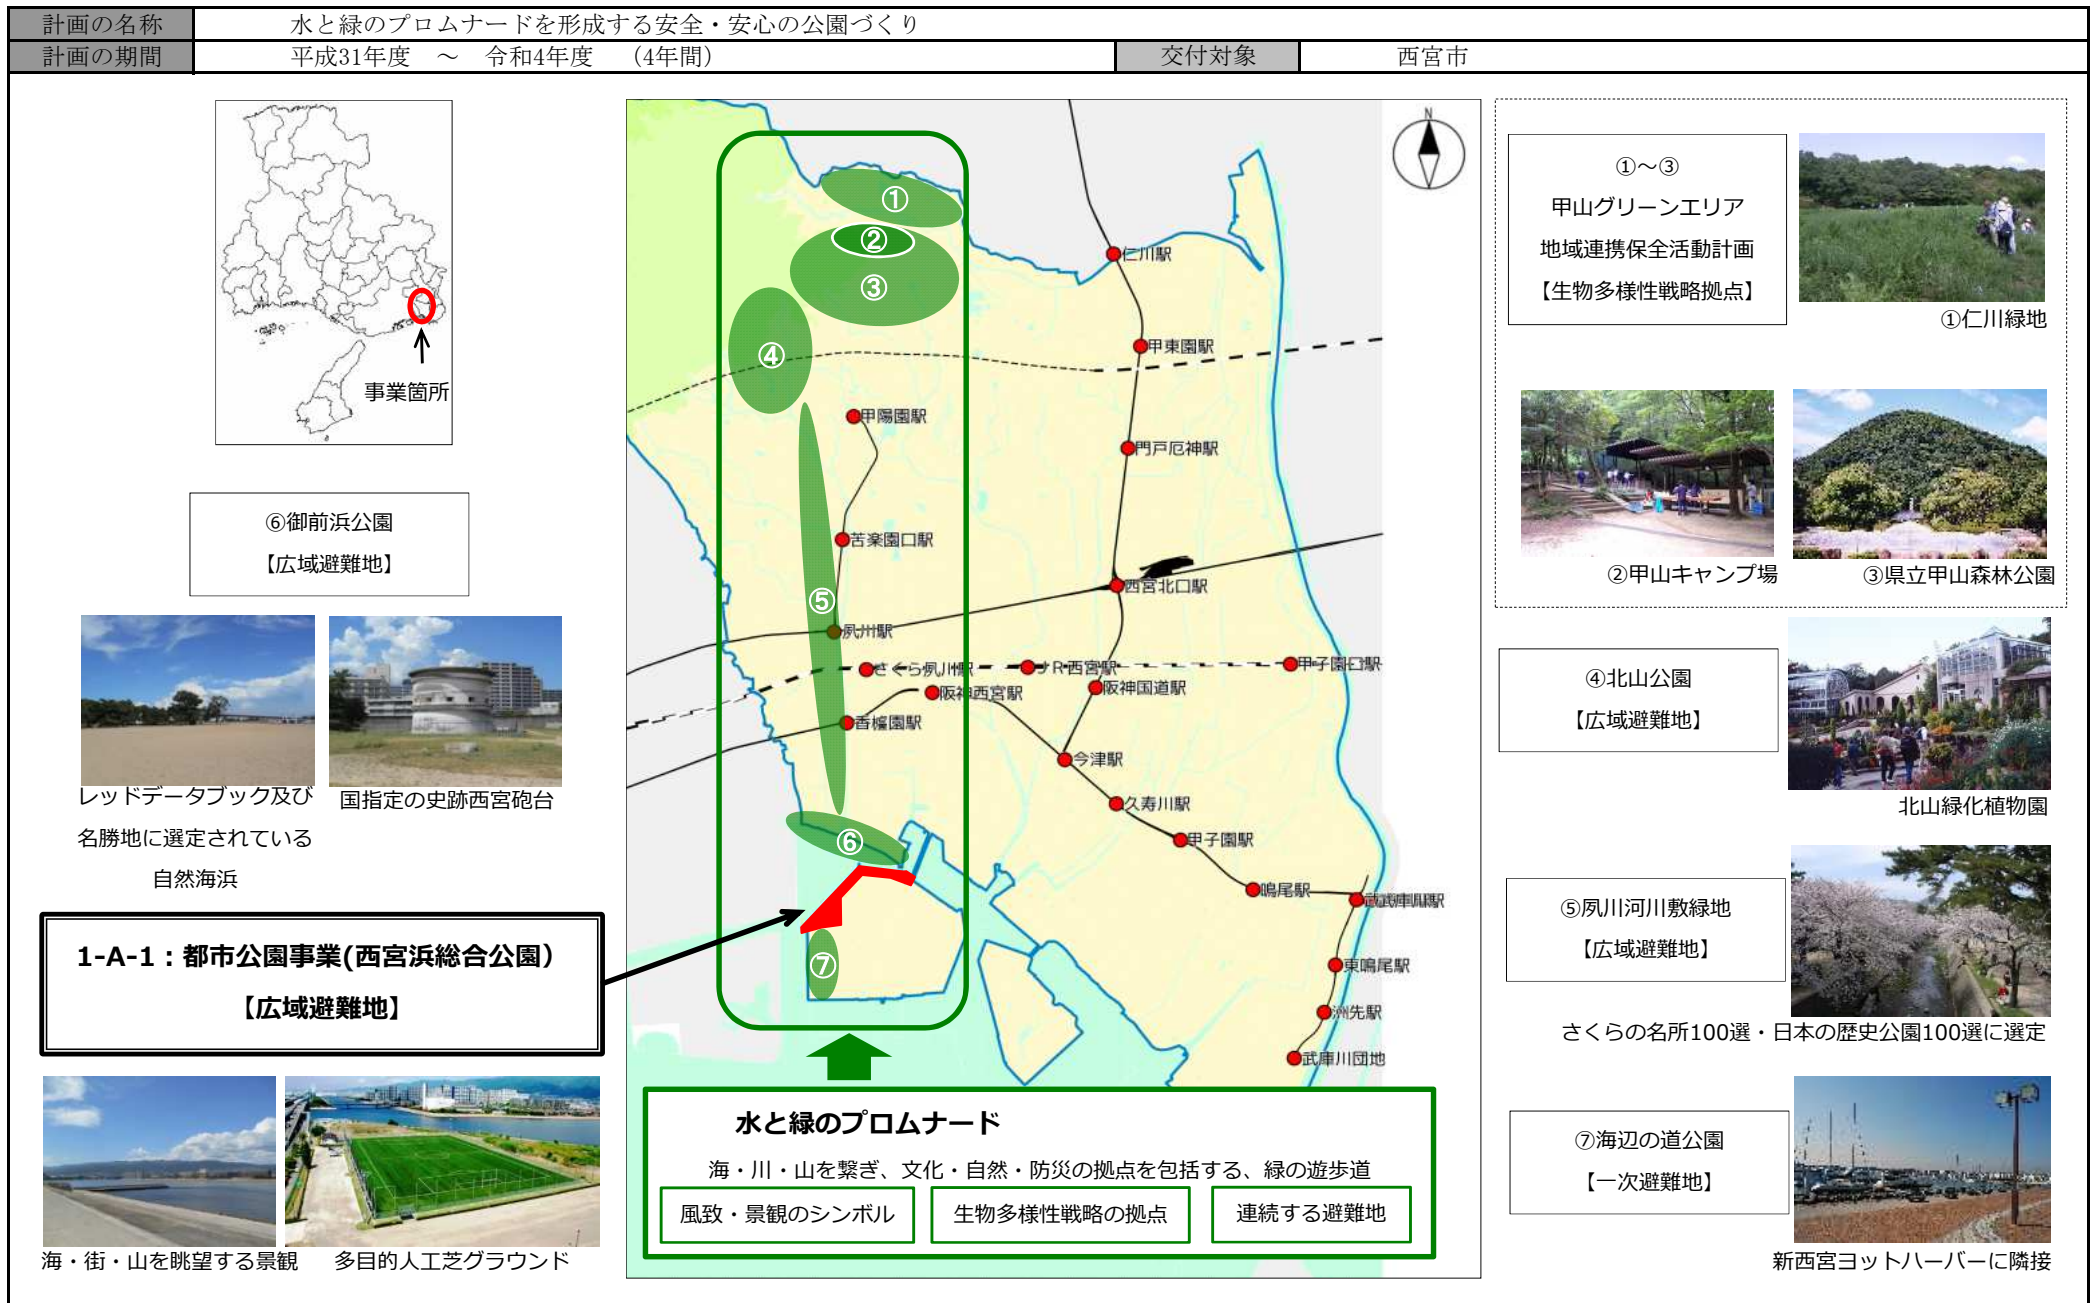 計画の名称
水と緑のプロムナードを形成する安全・安心の公園づくり
計画の期間
平成31年度 ～ 令和4年度 （4年間）
交付対象
西宮市
事業箇所
⑥御前浜公園
【広域避難地】
レッドデータブック及び
名勝地に選定されている
自然海浜
国指定の史跡西宮砲台
1-A-1：都市公園事業(西宮浜総合公園）
【広域避難地】
海・街・山を眺望する景観
多目的人工芝グラウンド
N
①
②
③
④
⑤
⑥
⑦
仁川駅
甲東園駅
甲陽園駅
門戸厄神駅
苦楽園口駅
西宮北口駅
夙川駅
さくら夙川駅
ＪＲ西宮駅
甲子園口駅
阪神西宮駅
阪神国道駅
香櫨園駅
今津駅
久寿川駅
甲子園駅
鳴尾駅
東鳴尾駅
洲先駅
武庫川団地
水と緑のプロムナード
海・川・山を繋ぎ、文化・自然・防災の拠点を包括する、緑の遊歩道
風致・景観のシンボル
生物多様性戦略の拠点
連続する避難地
①～③
甲山グリーンエリア
地域連携保全活動計画
【生物多様性戦略拠点】
①仁川緑地
②甲山キャンプ場
③県立甲山森林公園
④北山公園
【広域避難地】
北山緑化植物園
⑤夙川河川敷緑地
【広域避難地】
さくらの名所100選・日本の歴史公園100選に選定
⑦海辺の道公園
【一次避難地】
新西宮ヨットハーバーに隣接